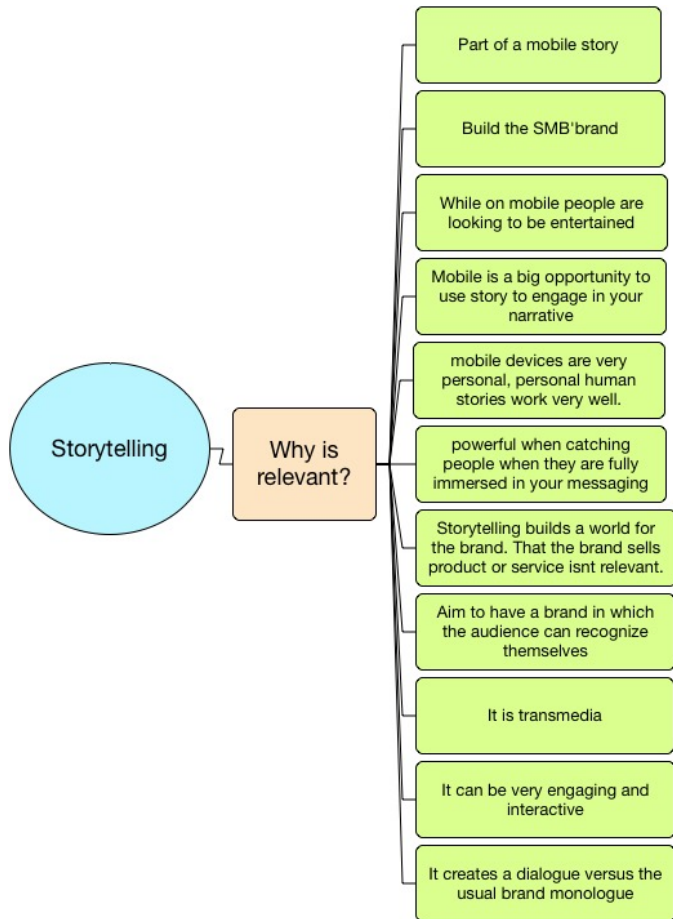 Storytelling
Why is
relevant?
Part of a mobile story
Build the SMB'brand
While on mobile people are
looking to be entertained
Mobile is a big opportunity to
use story to engage in your
narrative
mobile devices are very
personal, personal human
stories work very well.
powerful when catching
people when they are fully
immersed in your messaging
Storytelling builds a world for
the brand. That the brand sells
product or service isnt relevant.
Aim to have a brand in which
the audience can recognize
themselves
It is transmedia
It can be very engaging and
interactive
It creates a dialogue versus the
usual brand monologue